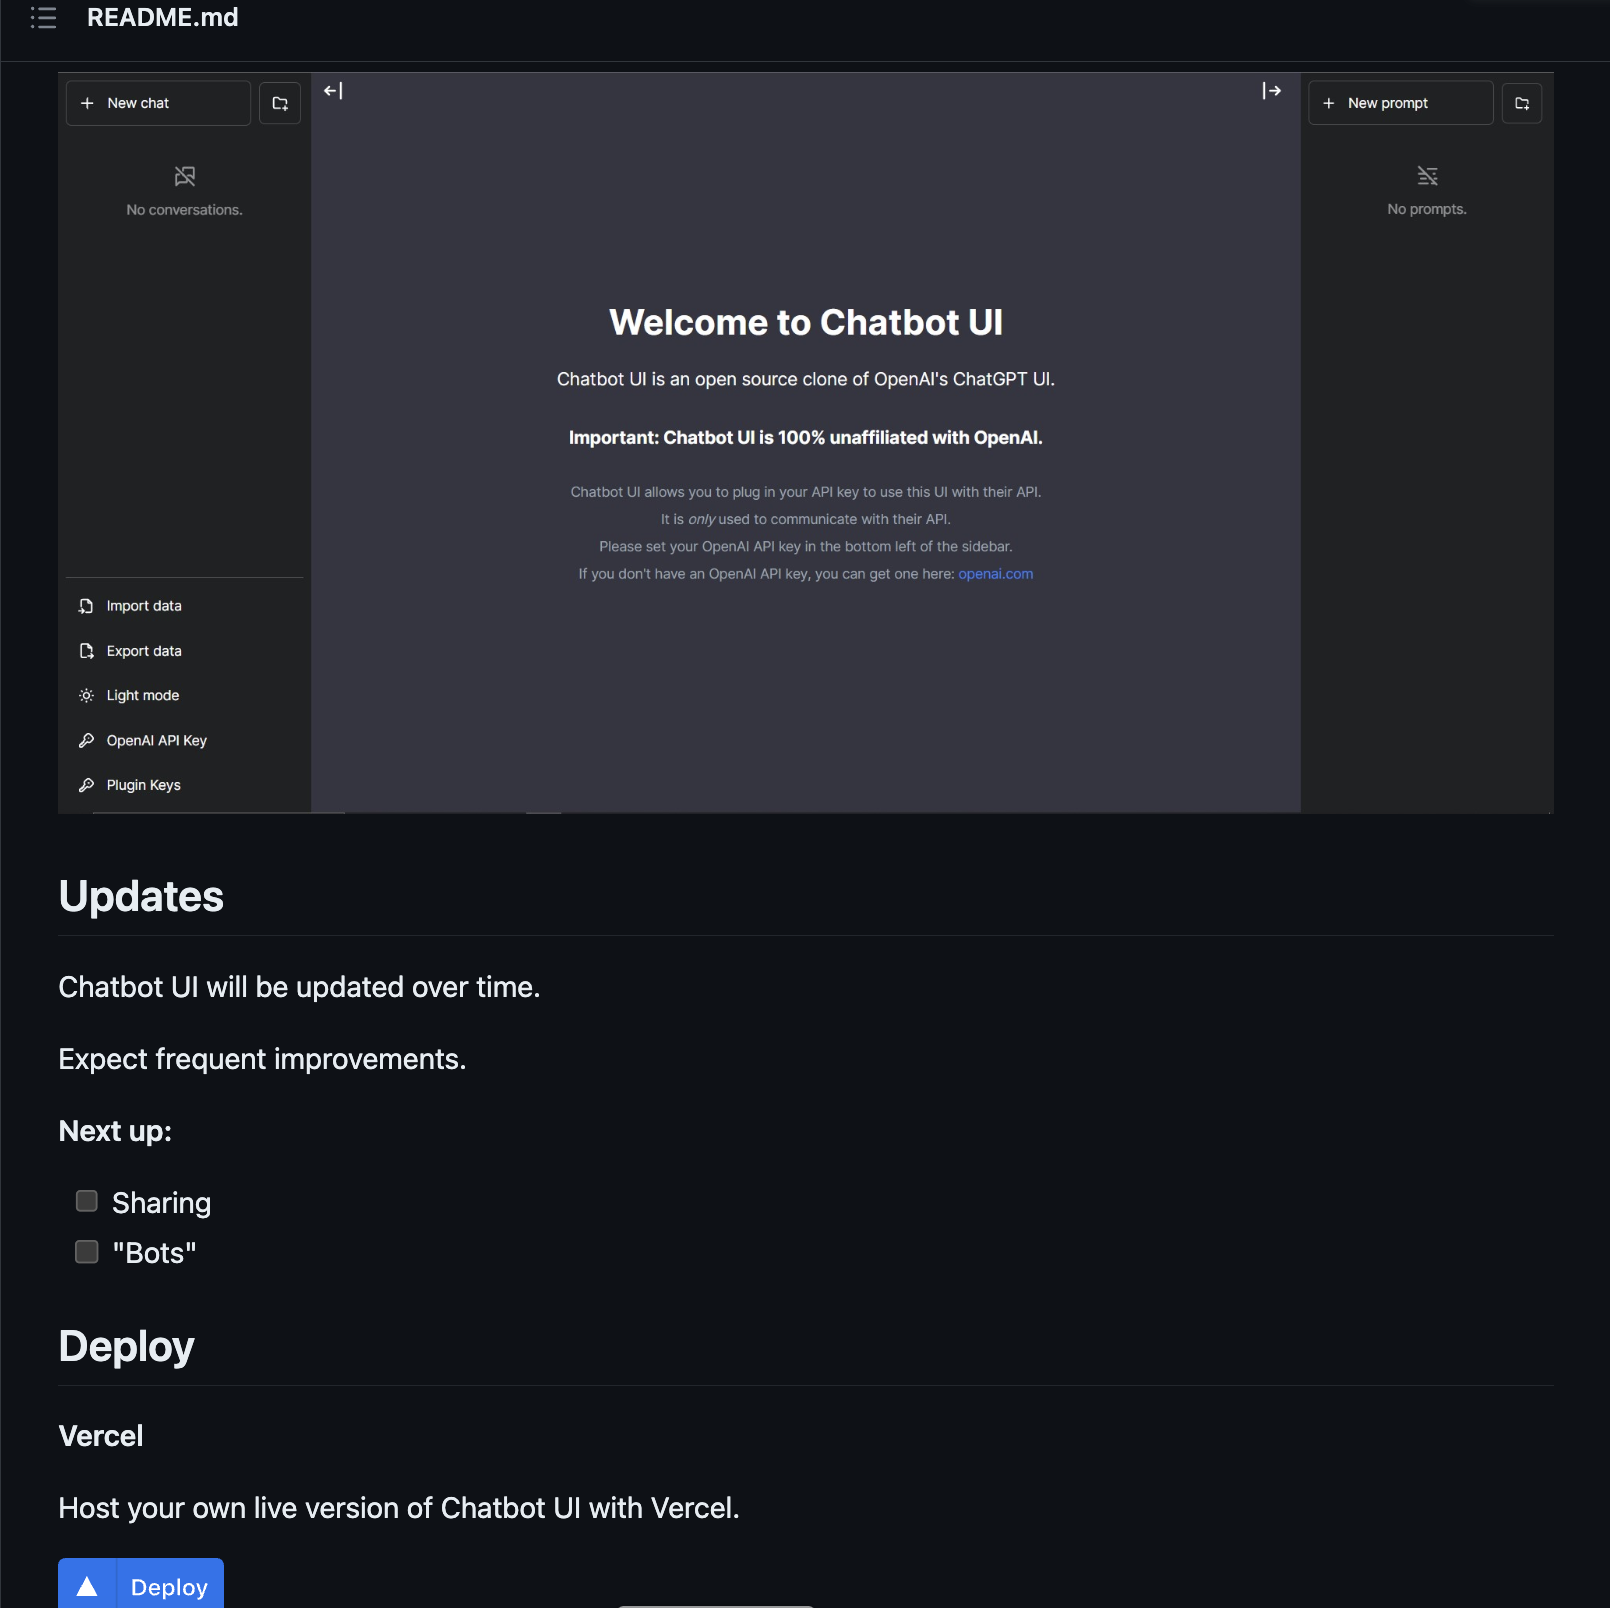 README.md
New chat
No conversations.
Import data
Export data
Light mode
OpenAI API Key
Plugin Keys
Welcome to Chatbot UI
Chatbot UI is an open source clone of OpenAI's ChatGPT UI.
Important: Chatbot UI is 100% unaffiliated with OpenAI.
Chatbot UI allows you to plug in your API key to use this UI with their API.
It is only used to communicate with their API.
Please set your OpenAI API key in the bottom left of the sidebar.
If you don't have an OpenAI API key, you can get one here: openai.com
New prompt
No prompts.
Updates
Chatbot UI will be updated over time.
Expect frequent improvements.
Next up:
Sharing
"Bots"
Deploy
Vercel
Host your own live version of Chatbot UI with Vercel.
Deploy